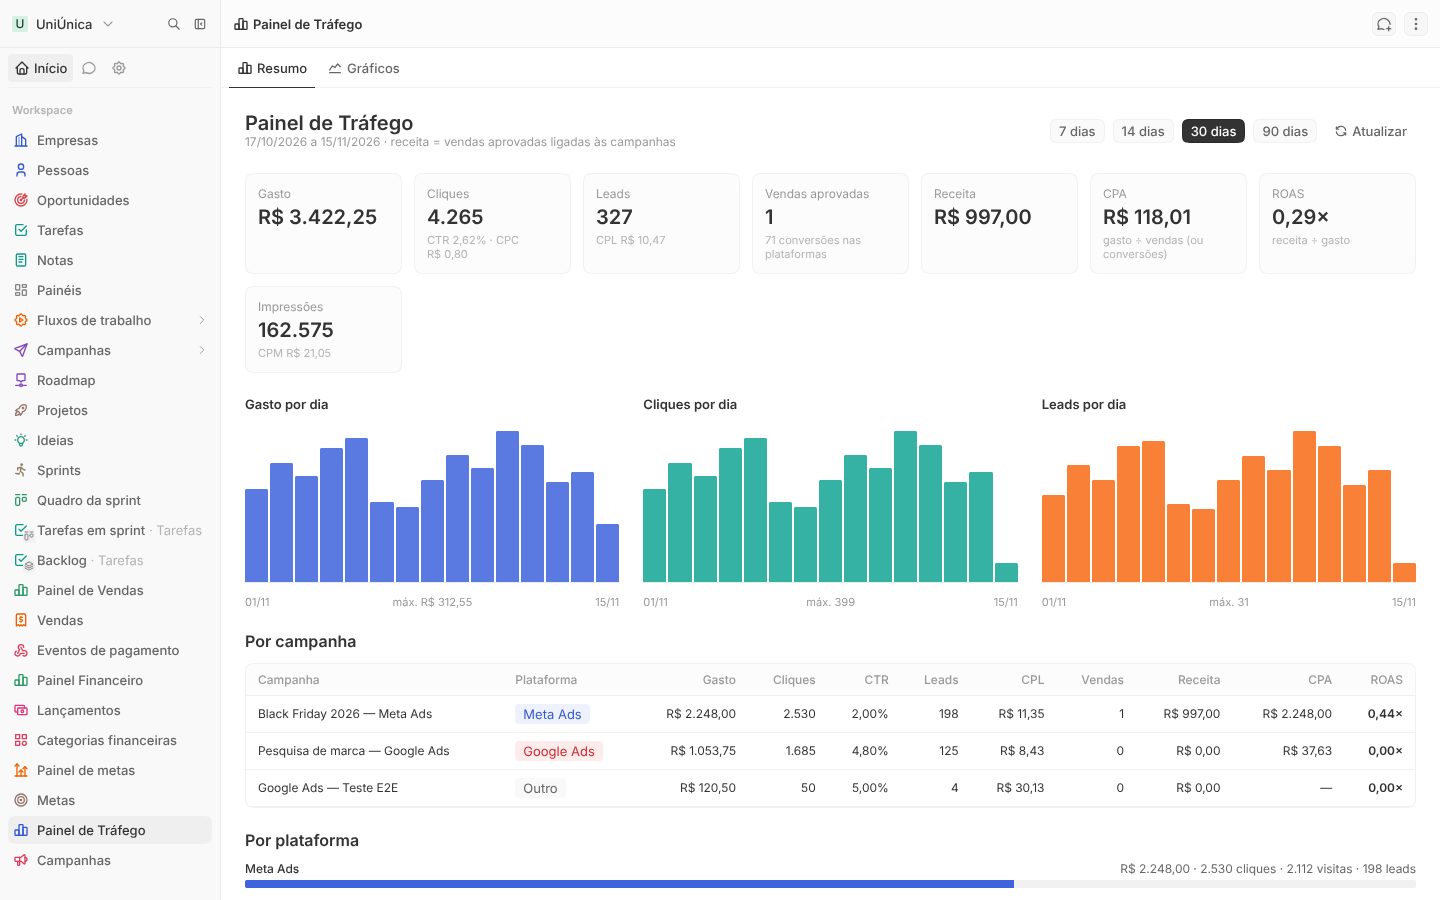 U UniÚnica
Painel de Tráfego
Início
Resumo
Gráficos
Workspace
Empresas
Pessoas
Oportunidades
Tarefas
Notas
Painéis
Fluxos de trabalho
Campanhas
Roadmap
Projetos
Ideias
Sprints
Quadro da sprint
Tarefas em sprint · Tarefas
Backlog · Tarefas
Painel de Vendas
Vendas
Eventos de pagamento
Painel Financeiro
Lançamentos
Categorias financeiras
Painel de metas
Metas
Painel de Tráfego
Campanhas
Painel de Tráfego
17/10/2026 a 15/11/2026 · receita = vendas aprovadas ligadas às campanhas
7 dias
14 dias
30 dias
90 dias
Atualizar
Gasto
R$ 3.422,25
Cliques
4.265
CTR 2,62% · CPC
R$ 0,80
Leads
327
CPL R$ 10,47
Vendas aprovadas
1
71 conversões nas
plataformas
Receita
R$ 997,00
CPA
R$ 118,01
gasto ÷ vendas (ou
conversões)
ROAS
0,29×
receita ÷ gasto
Impressões
162.575
CPM R$ 21,05
Gasto por dia
01/11 máx. R$ 312,55 15/11
Cliques por dia
01/11 máx. 399 15/11
Leads por dia
01/11 máx. 31 15/11
Por campanha
Campanha Plataforma Gasto Cliques CTR Leads CPL Vendas Receita CPA ROAS
Black Friday 2026 — Meta Ads Meta Ads R$ 2.248,00 2.530 2,00% 198 R$ 11,35 1 R$ 997,00 R$ 2.248,00 0,44×
Pesquisa de marca — Google Ads Google Ads R$ 1.053,75 1.685 4,80% 125 R$ 8,43 0 R$ 0,00 R$ 37,63 0,00×
Google Ads — Teste E2E Outro R$ 120,50 50 5,00% 4 R$ 30,13 0 R$ 0,00 — 0,00×
Por plataforma
Meta Ads R$ 2.248,00 · 2.530 cliques · 2.112 visitas · 198 leads